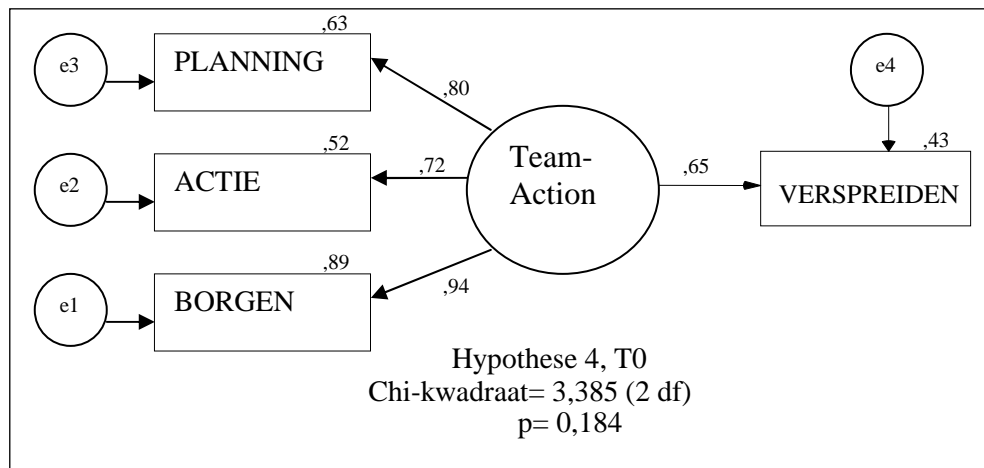 ,63
e3
PLANNING
,80
e4
,43
VERSPREIDEN
,52
e2
ACTIE
,72
Team-
Action
,65
,89
e1
BORGEN
,94
Hypothese 4, T0
Chi-kwadraat= 3,385 (2 df)
p= 0,184